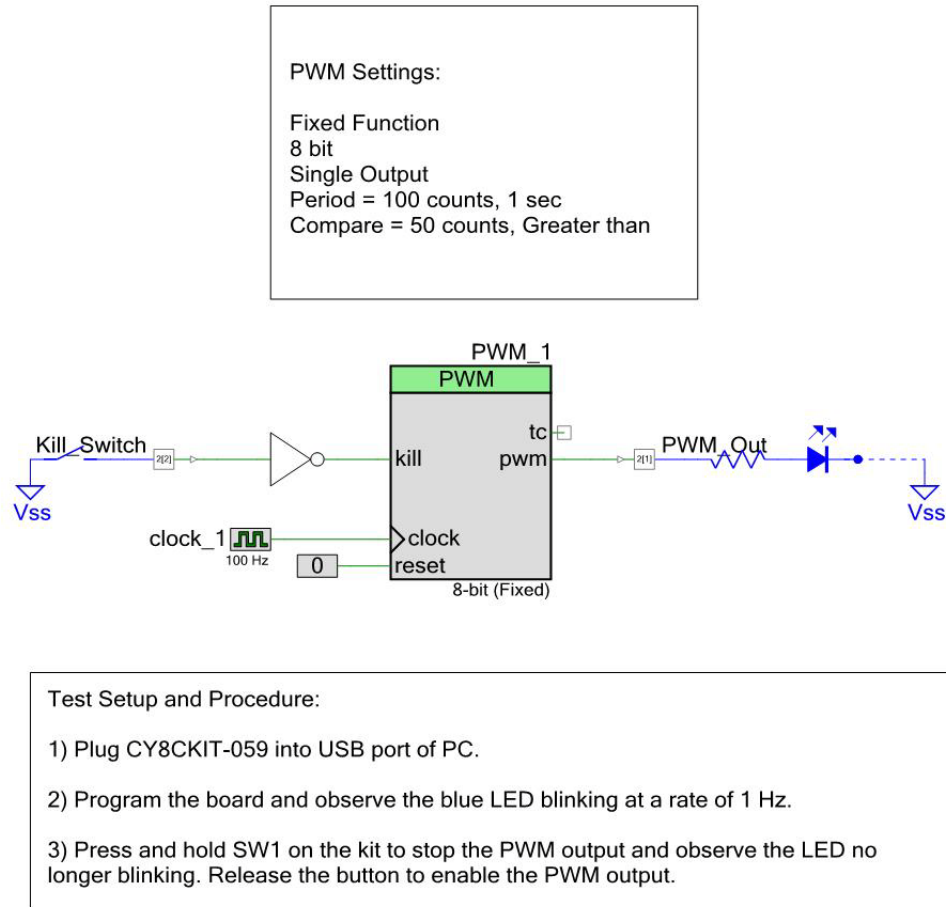 PWM Settings:
Fixed Function
8 bit
Single Output
Period = 100 counts, 1 sec
Compare = 50 counts, Greater than
PWM_1
PWM
Kill_Switch
2[2]
kill
tc
pwm
2[1]
PWM_Out
Vss
Vss
clock_1
100 Hz
clock
0
reset
8-bit (Fixed)
Test Setup and Procedure:
1) Plug CY8CKIT-059 into USB port of PC.
2) Program the board and observe the blue LED blinking at a rate of 1 Hz.
3) Press and hold SW1 on the kit to stop the PWM output and observe the LED no
longer blinking. Release the button to enable the PWM output.